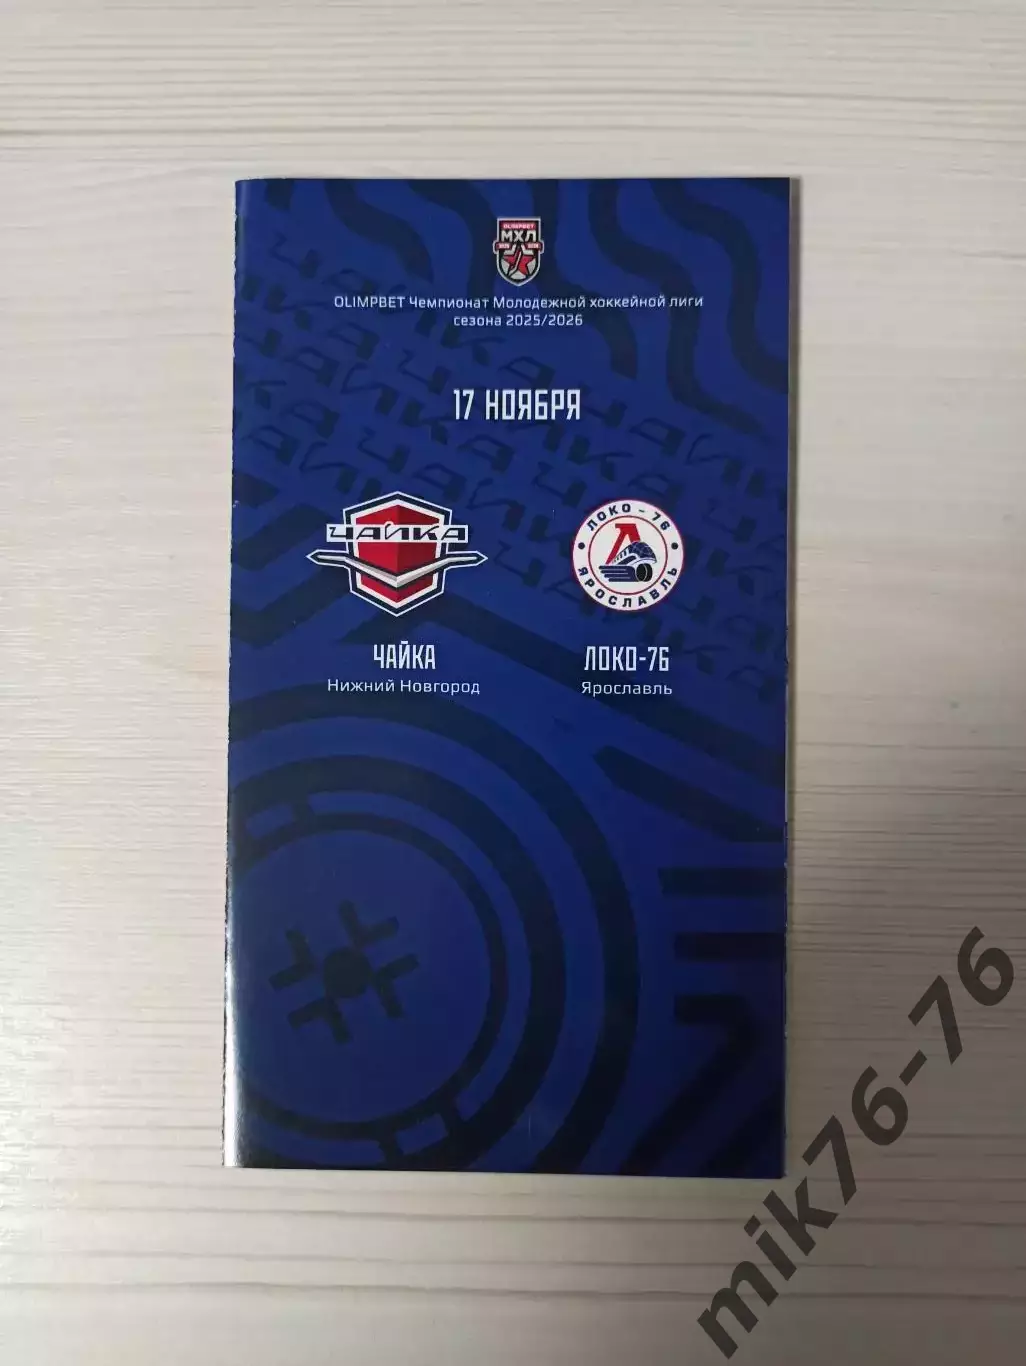 OLIMPBET
МХЛ
OLIMPBET Чемпионат Молодежной хоккейной лиги
сезона 2025/2026
17 НОЯБРЯ
ЧАЙКА
ЛОКО-76
ЯРОСЛАВЛЬ
ЧАЙКА
Нижний Новгород
ЛОКО-76
Ярославль
mik76-76